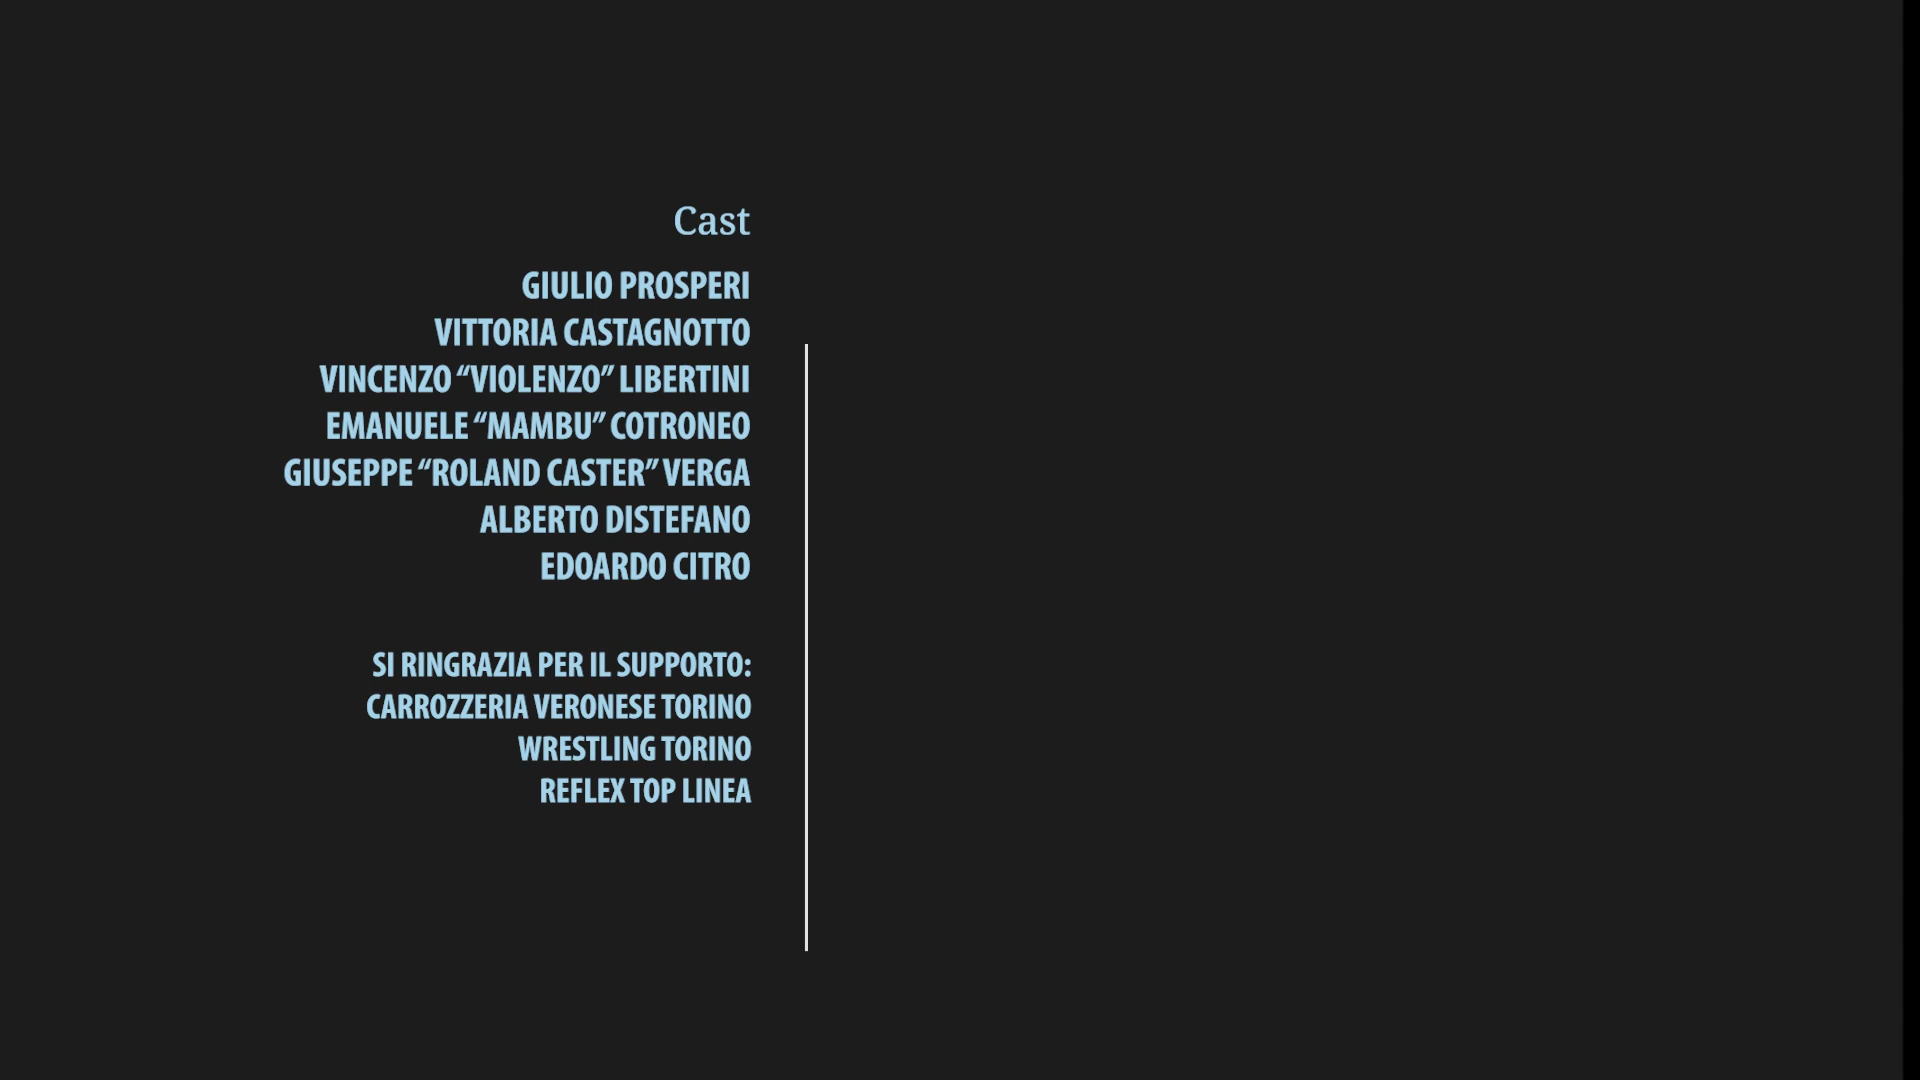 Cast
GIULIO PROSPERI
VITTORIA CASTAGNOTTO
VINCENZO “VIOLENZO” LIBERTINI
EMANUELE “MAMBU” COTRONEO
GIUSEPPE “ROLAND CASTER” VERGA
ALBERTO DISTEFANO
EDOARDO CITRO
SI RINGRAZIA PER IL SUPPORTO:
CARROZZERIA VERONESE TORINO
WRESTLING TORINO
REFLEX TOP LINEA